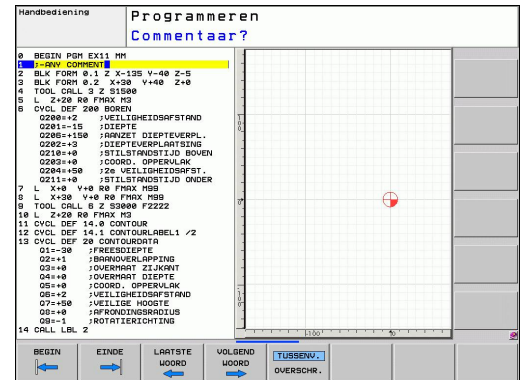 Handbediening
Programmeren
Commentaar?
0 BEGIN PGM EX11 MM
1 ;-ANY COMMENT
2 BLK FORM 0.1 Z X-135 Y-40 Z-5
3 BLK FORM 0.2 X+30 Y+40 Z+0
4 TOOL CALL 3 Z S1500
5 L Z+20 R0 FMAX M3
6 CYCL DEF 200 BOREN
Q200=+2 ;VEILIGHEIDSAFSTAND
Q201=-15 ;DIEPTE
Q206=+150 ;AANZET DIEPTEVERPL.
Q202=+3 ;DIEPTEVERPLAATSING
Q210=+0 ;STILSTANDSTIJD BOVEN
Q203=+0 ;COORD. OPPERVLAK
Q204=+50 ;2e VEILIGHEIDSAFST.
Q211=+0 ;STILSTANDSTIJD ONDER
7 L X+0 Y+0 R0 FMAX M99
8 L X+30 Y+0 R0 FMAX M99
9 TOOL CALL 6 Z S3000 F2222
10 L Z+20 R0 FMAX M3
11 CYCL DEF 14.0 CONTOUR
12 CYCL DEF 14.1 CONTOURLABEL1 /2
13 CYCL DEF 20 CONTOURDATA
Q1=-30 ;FREESDIEPTE
Q2=+1 ;BAANOVERLAPPING
Q3=+0 ;OVERMAAT ZIJKANT
Q4=+0 ;OVERMAAT DIEPTE
Q5=+0 ;COORD. OPPERVLAK
Q6=+2 ;VEILIGHEIDSAFSTAND
Q7=+50 ;VEILIGE HOOGTE
Q8=+0 ;AFRONDINGSRADIUS
Q9=-1 ;ROTATIERICHTING
14 CALL LBL 2
-100
0
BEGIN
EINDE
LAATSTE WOORD
VOLGEND WOORD
TUSSENV.
OVERSCHR.